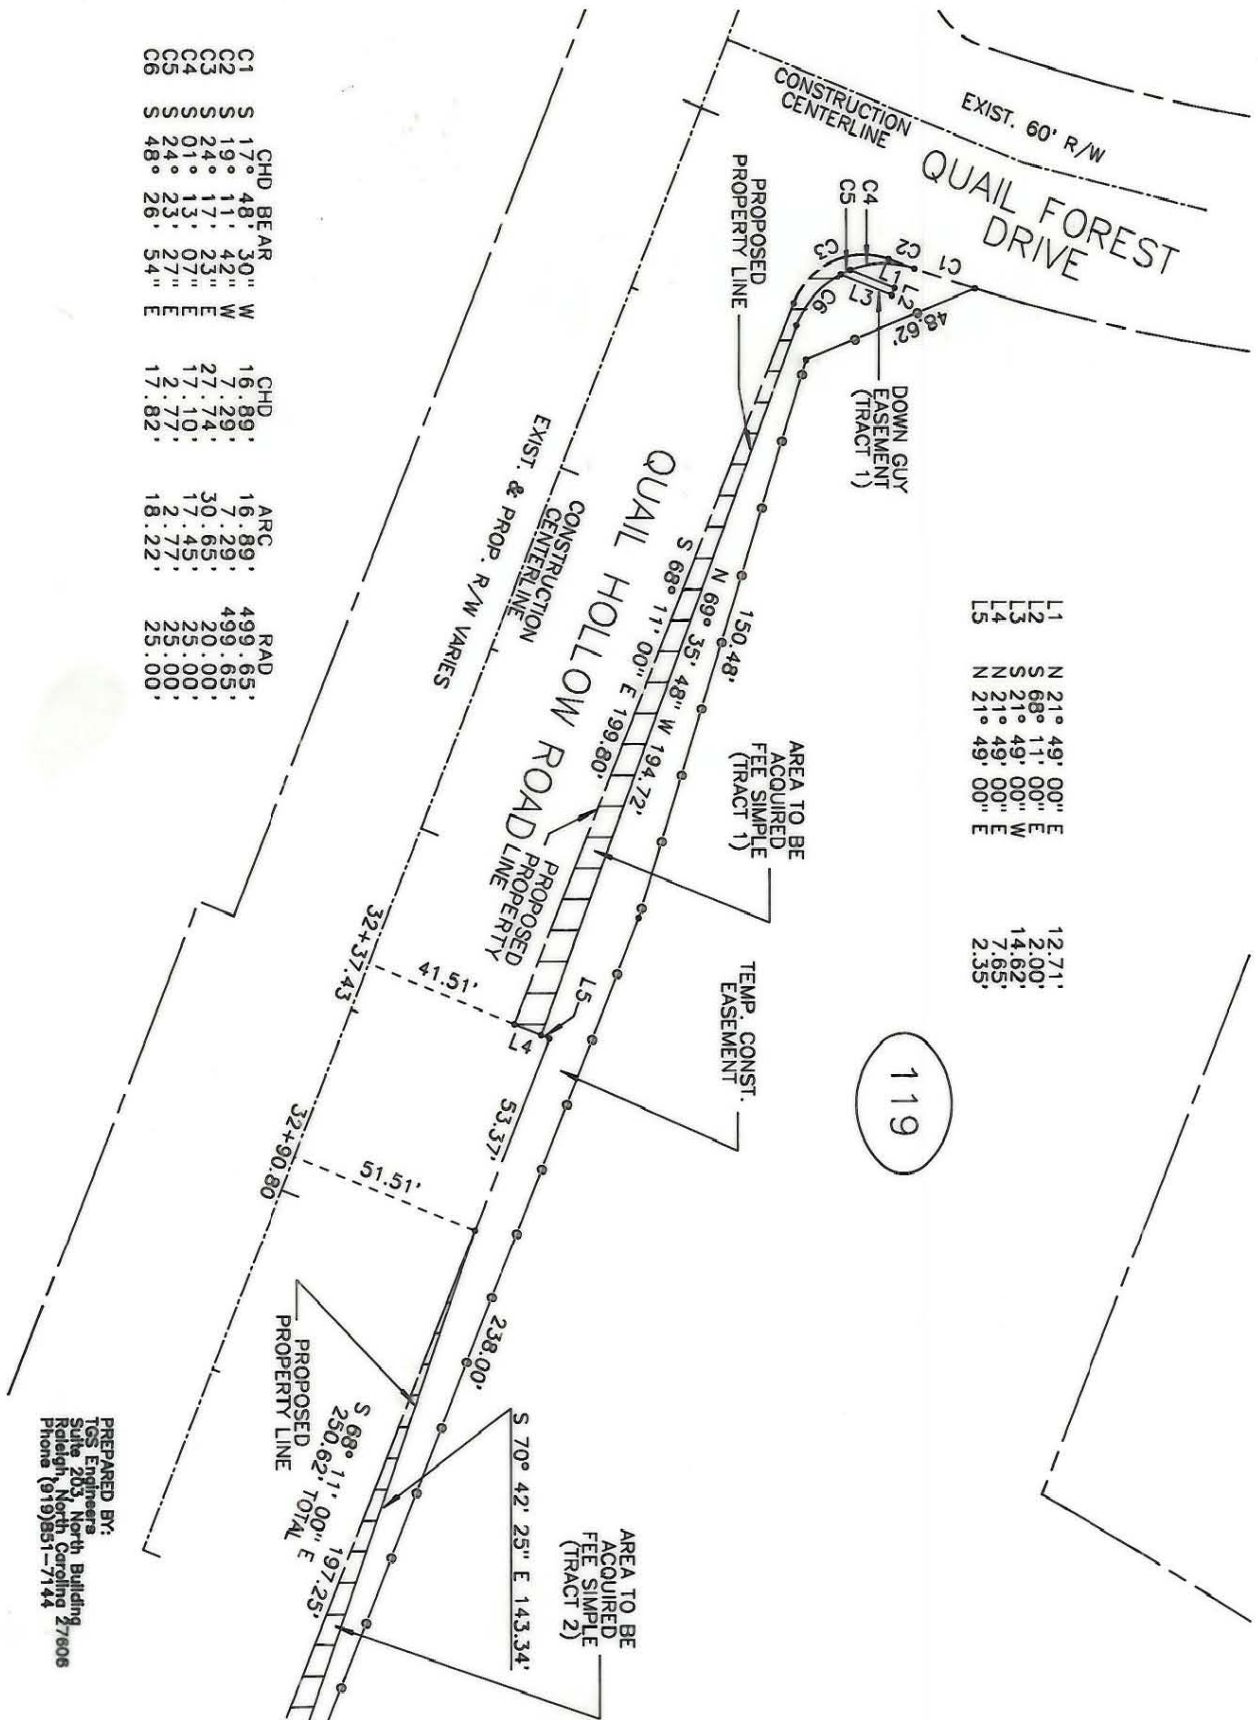 EXIST. 60' R/W
QUAIL FOREST
DRIVE
CONSTRUCTION
CENTERLINE
PROPOSED
PROPERTY LINE
C4
C5
C2
C1
C3
C6
L1
L2
L3
48.62'
DOWN GUY
EASEMENT
(TRACT 1)
L1 N 21° 49' 00" E 12.71'
L2 S 68° 11' 00" E 2.00'
L3 S 21° 49' 00" W 14.62'
L4 N 21° 49' 00" E 7.65'
L5 N 21° 49' 00" E 2.35'
119
150.48'
N 69° 35' 48" W 194.72'
S 68° 11' 00" E 199.80'
QUAIL HOLLOW ROAD
CONSTRUCTION
CENTERLINE
EXIST. & PROP. R/W VARIES
AREA TO BE
ACQUIRED
FEE SIMPLE
(TRACT 1)
PROPOSED
PROPERTY
LINE
TEMP. CONST.
EASEMENT
L5
L4
41.51'
32+37.43
53.37'
51.51'
32+90.80
238.00'
PROPOSED
PROPERTY LINE
S 70° 42' 25" E 143.34'
S 68° 11' 00" E 197.25'
250.62' TOTAL
AREA TO BE
ACQUIRED
FEE SIMPLE
(TRACT 2)
CHD BEAR CHD ARC RAD
C1 S 17° 48' 30" W 16.89' 16.89' 499.65'
C2 S 19° 11' 42" W 7.29' 7.29' 499.65'
C3 S 24° 17' 23" E 27.74' 30.65' 20.00'
C4 S 01° 13' 07" E 17.10' 17.45' 25.00'
C5 S 24° 23' 27" E 2.77' 2.77' 25.00'
C6 S 48° 26' 54" E 17.82' 18.22' 25.00'
PREPARED BY:
TGS Engineers
Suite 203, North Building
Raleigh, North Carolina 27606
Phone (919)851-7144